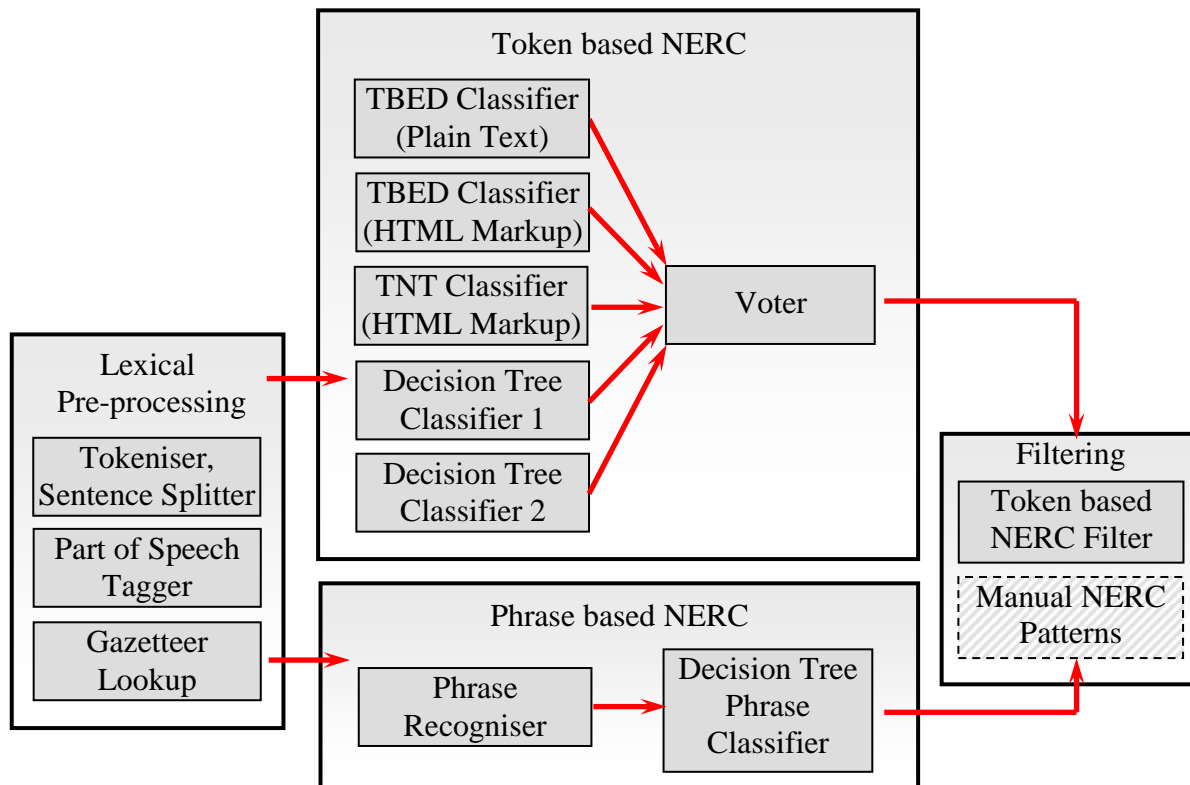 Token based NERC
TBED Classifier
(Plain Text)
TBED Classifier
(HTML Markup)
TNT Classifier
(HTML Markup)
Decision Tree
Classifier 1
Decision Tree
Classifier 2
Voter
Lexical
Pre-processing
Tokeniser,
Sentence Splitter
Part of Speech
Tagger
Gazetteer
Lookup
Phrase based NERC
Phrase
Recogniser
Decision Tree
Phrase
Classifier
Filtering
Token based
NERC Filter
Manual NERC
Patterns